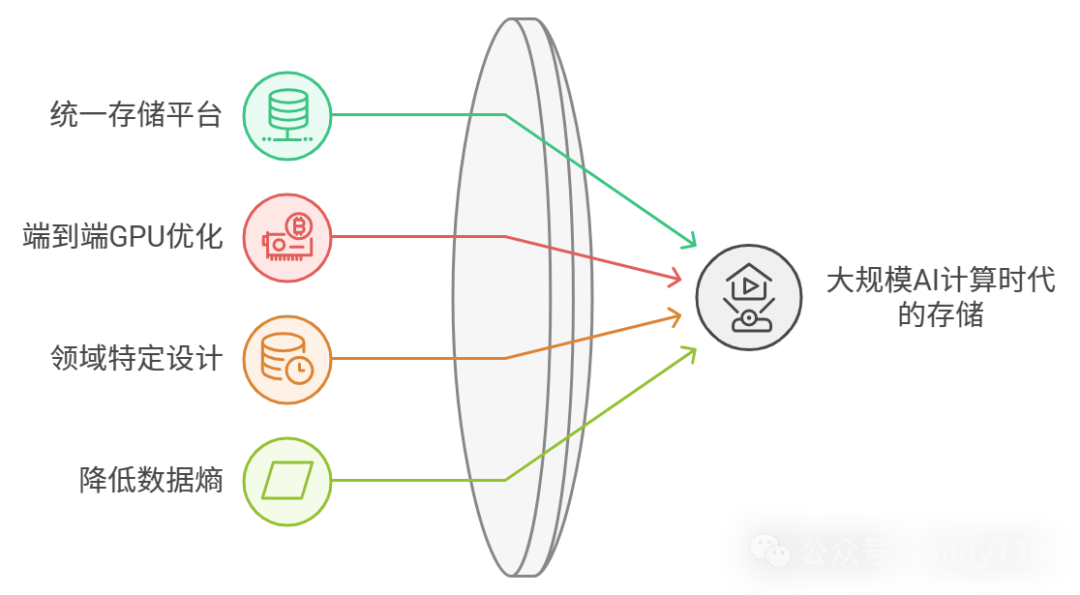 统一存储平台
端到端GPU优化
领域特定设计
降低数据熵
大规模AI计算时代
的存储
公众号